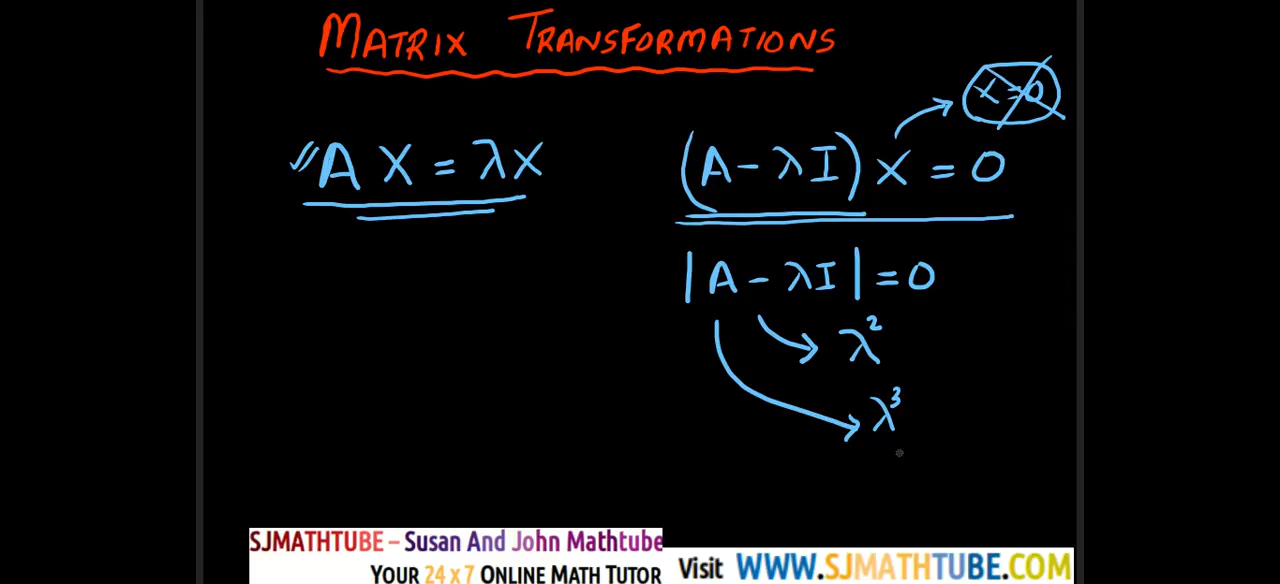 MATRIX TRANSFORMATIONS
X=0
AX = λX
(A - λI) X = 0
|A - λI| = 0
λ²
λ³
SJMATHTUBE – Susan And John Mathtube
YOUR 24 x 7 ONLINE MATH TUTOR
Visit WWW.SJMATHTUBE.COM